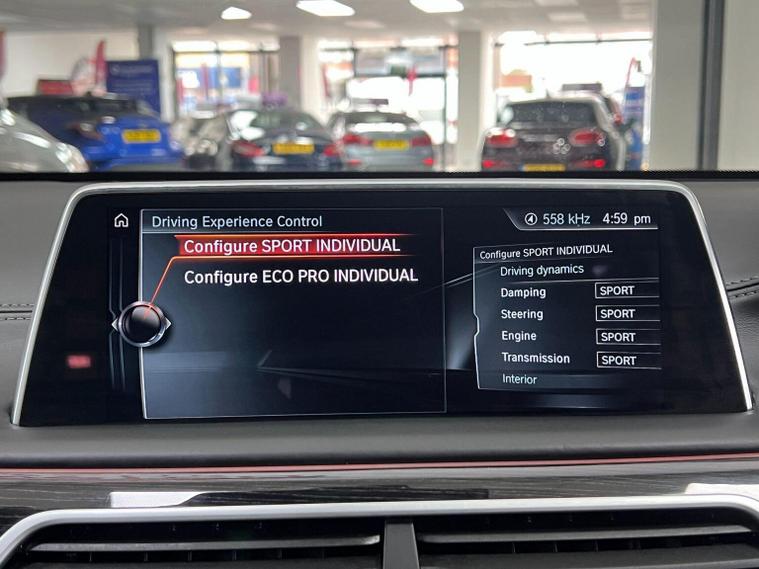 Driving Experience Control
558 kHz 4:59 pm
Configure SPORT INDIVIDUAL
Configure ECO PRO INDIVIDUAL
Configure SPORT INDIVIDUAL
Driving dynamics
Damping SPORT
Steering SPORT
Engine SPORT
Transmission SPORT
Interior